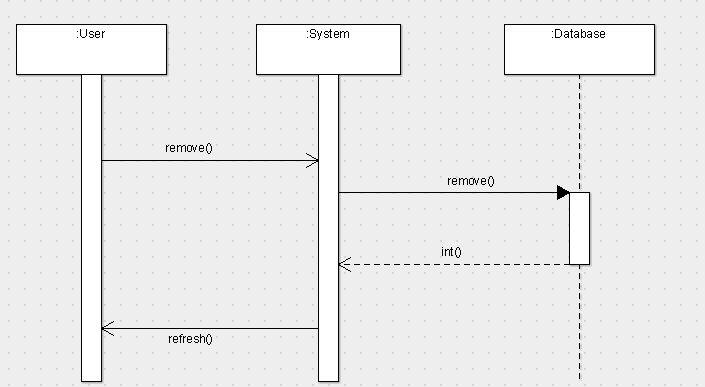 :User
:System
:Database
remove()
remove()
int()
refresh()